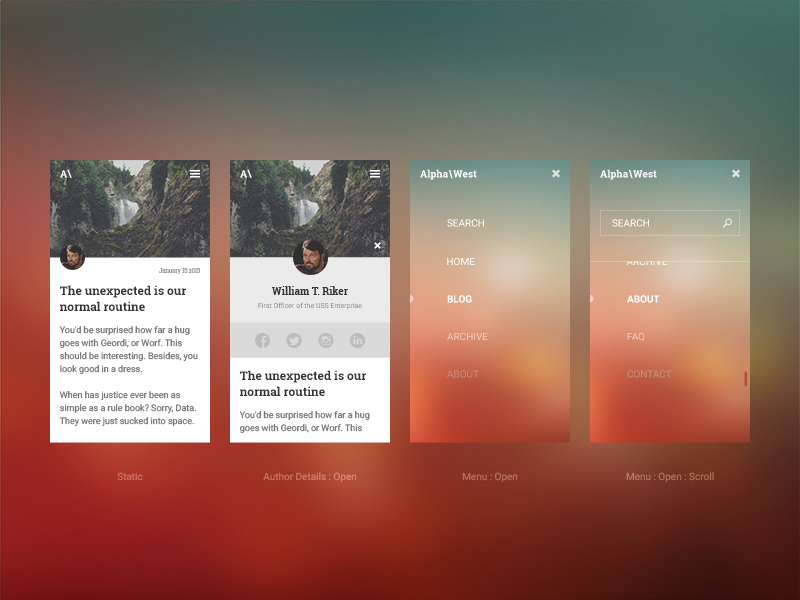 A\
January 15 2015
The unexpected is our
normal routine
You'd be surprised how far a hug
goes with Geordi, or Worf. This
should be interesting. Besides, you
look good in a dress.
When has justice ever been as
simple as a rule book? Sorry, Data.
They were just sucked into space.
Static
A\
William T. Riker
First Officer of the USS Enterprise
The unexpected is our
normal routine
You'd be surprised how far a hug
goes with Geordi, or Worf. This
Author Details : Open
Alpha\West
SEARCH
HOME
BLOG
ARCHIVE
ABOUT
Menu : Open
Alpha\West
SEARCH
ARCHIVE
ABOUT
FAQ
CONTACT
Menu : Open : Scroll